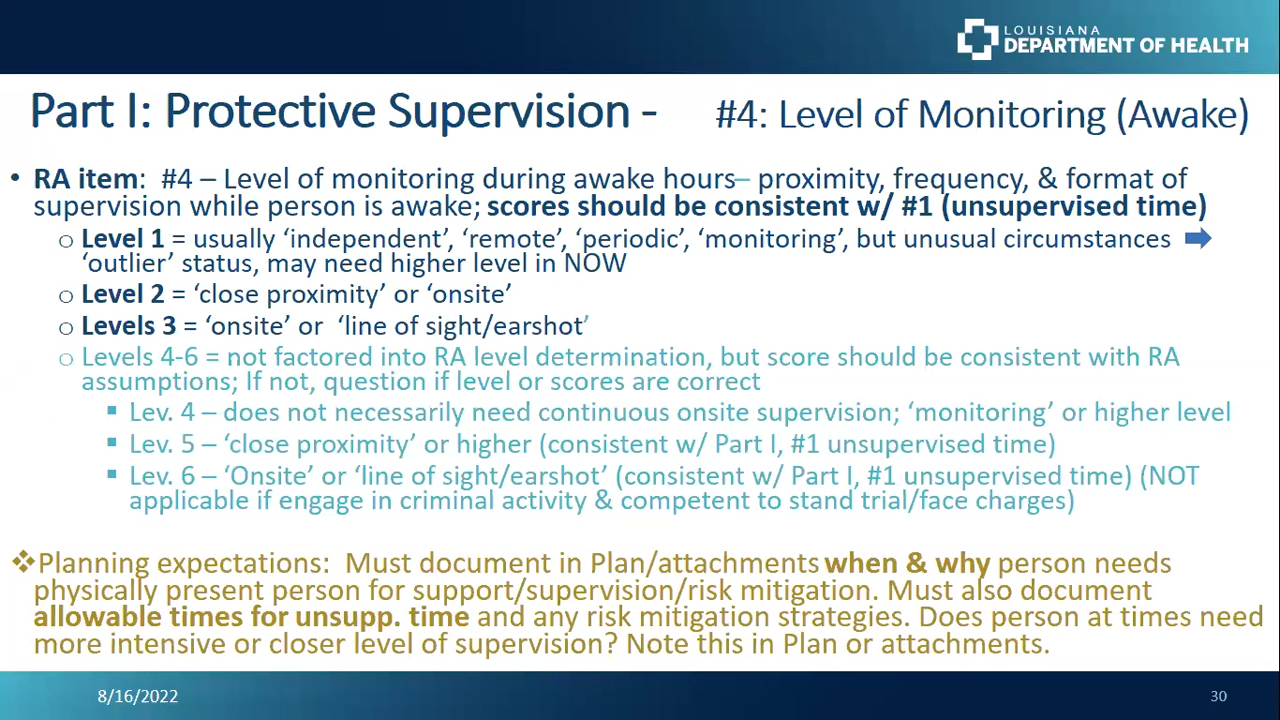 LOUISIANA
DEPARTMENT OF HEALTH
Part I: Protective Supervision - #4: Level of Monitoring (Awake)
• RA item: #4 – Level of monitoring during awake hours– proximity, frequency, & format of
supervision while person is awake; scores should be consistent w/ #1 (unsupervised time)
o Level 1 = usually ‘independent’, ‘remote’, ‘periodic’, ‘monitoring’, but unusual circumstances
‘outlier’ status, may need higher level in NOW
o Level 2 = ‘close proximity’ or ‘onsite’
o Levels 3 = ‘onsite’ or ‘line of sight/earshot’
o Levels 4-6 = not factored into RA level determination, but score should be consistent with RA
assumptions; If not, question if level or scores are correct
▪ Lev. 4 – does not necessarily need continuous onsite supervision; ‘monitoring’ or higher level
▪ Lev. 5 – ‘close proximity’ or higher (consistent w/ Part I, #1 unsupervised time)
▪ Lev. 6 – ‘Onsite’ or ‘line of sight/earshot’ (consistent w/ Part I, #1 unsupervised time) (NOT
applicable if engage in criminal activity & competent to stand trial/face charges)
❖Planning expectations: Must document in Plan/attachments when & why person needs
physically present person for support/supervision/risk mitigation. Must also document
allowable times for unsupp. time and any risk mitigation strategies. Does person at times need
more intensive or closer level of supervision? Note this in Plan or attachments.
8/16/2022
30